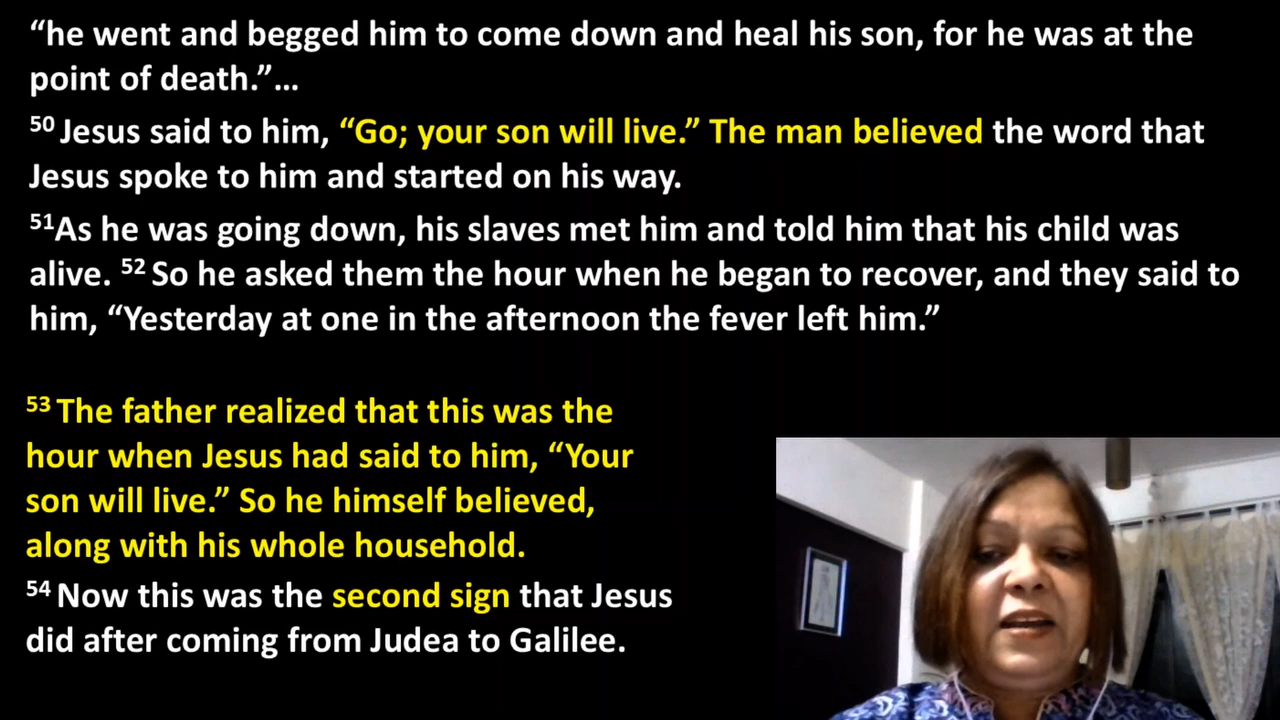 “he went and begged him to come down and heal his son, for he was at the
point of death.”…
50 Jesus said to him, “Go; your son will live.” The man believed the word that
Jesus spoke to him and started on his way.
51As he was going down, his slaves met him and told him that his child was
alive. 52 So he asked them the hour when he began to recover, and they said to
him, “Yesterday at one in the afternoon the fever left him.”
53 The father realized that this was the
hour when Jesus had said to him, “Your
son will live.” So he himself believed,
along with his whole household.
54 Now this was the second sign that Jesus
did after coming from Judea to Galilee.